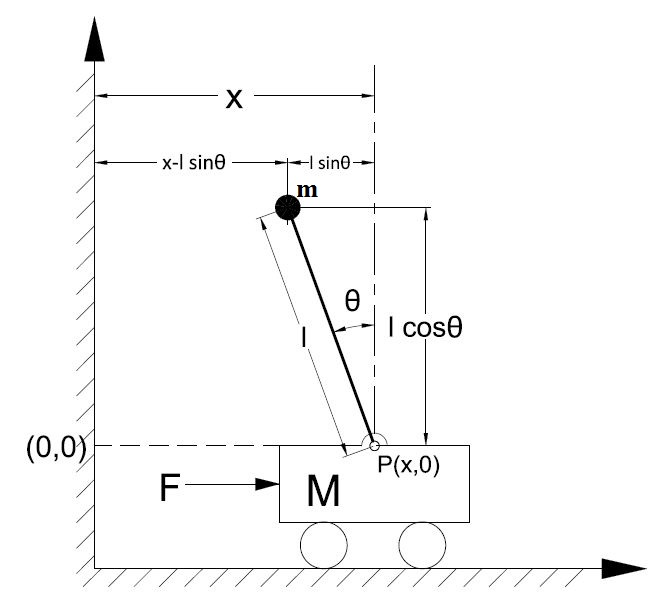 x
x-l sinθ
l sinθ
m
θ
l
l cosθ
(0,0)
P(x,0)
F
M